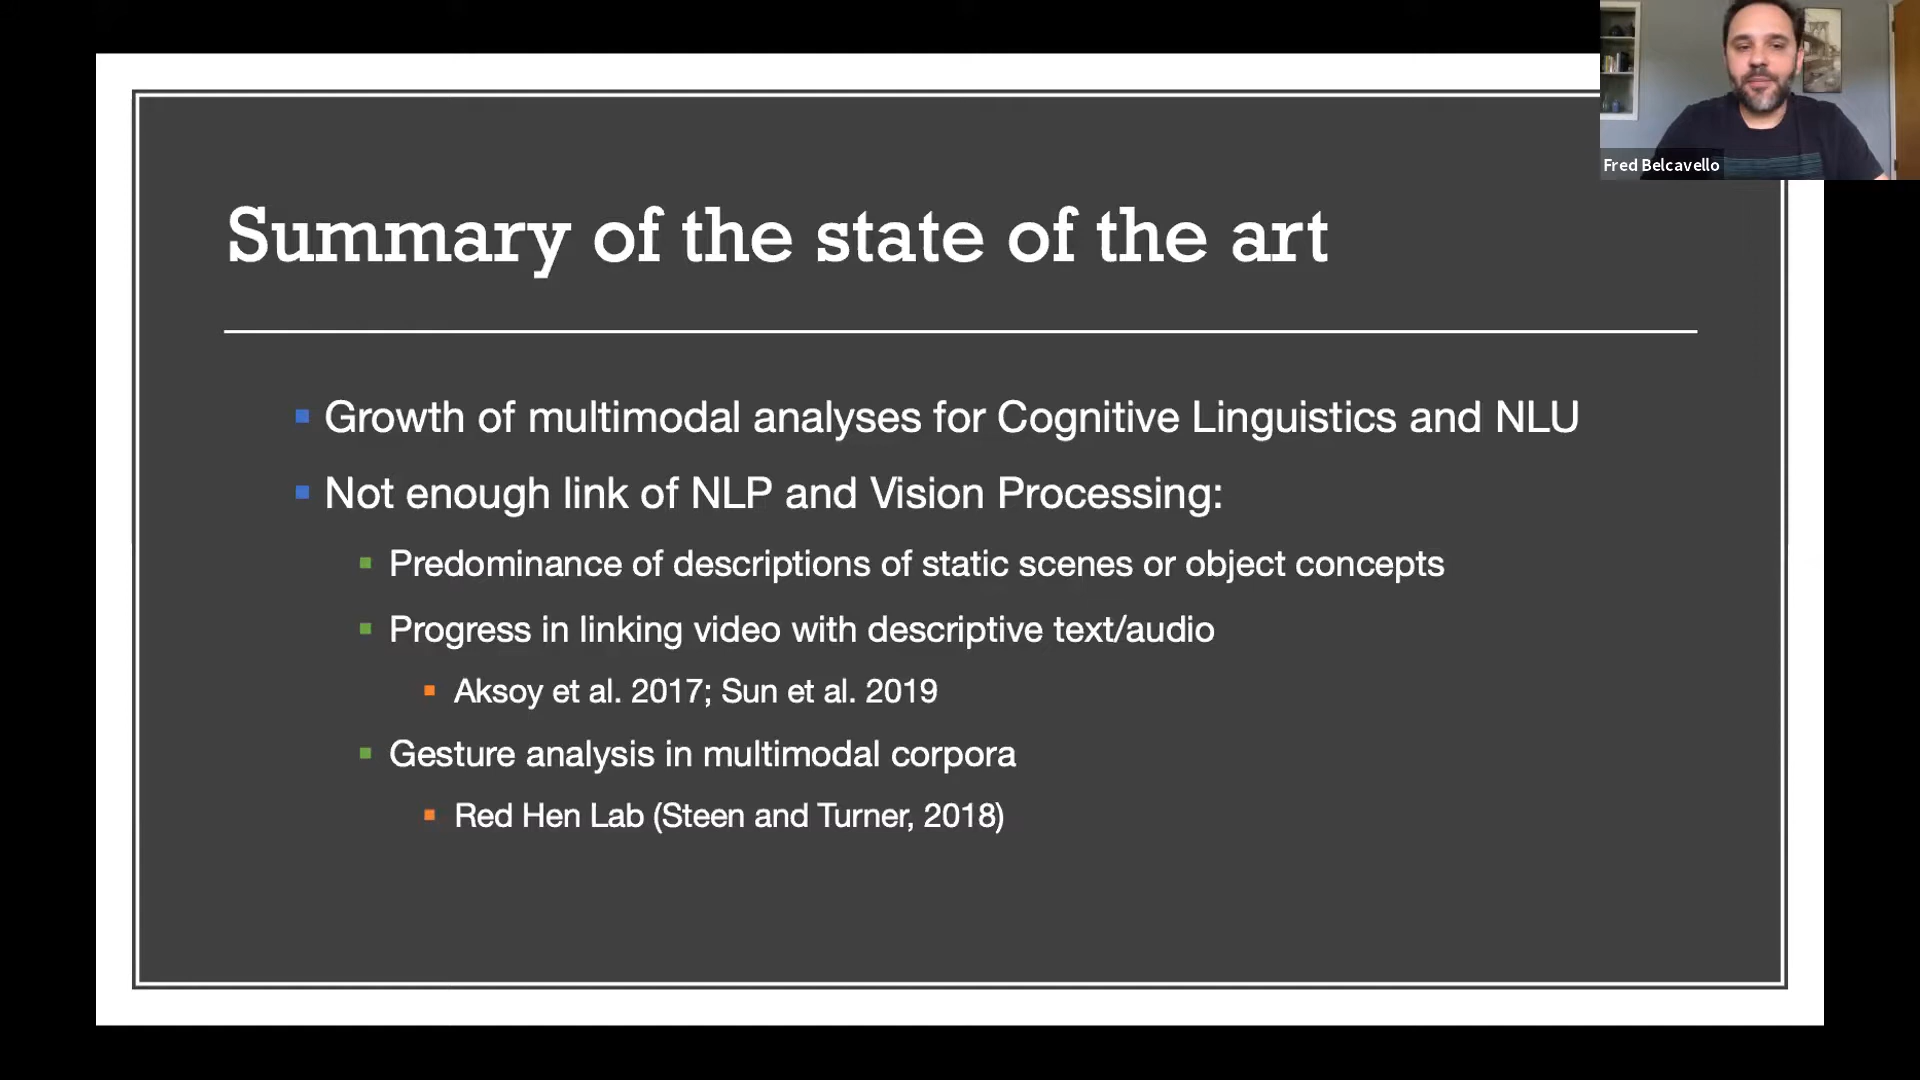 Fred Belcavello
Summary of the state of the art
Growth of multimodal analyses for Cognitive Linguistics and NLU
Not enough link of NLP and Vision Processing:
Predominance of descriptions of static scenes or object concepts
Progress in linking video with descriptive text/audio
Aksoy et al. 2017; Sun et al. 2019
Gesture analysis in multimodal corpora
Red Hen Lab (Steen and Turner, 2018)